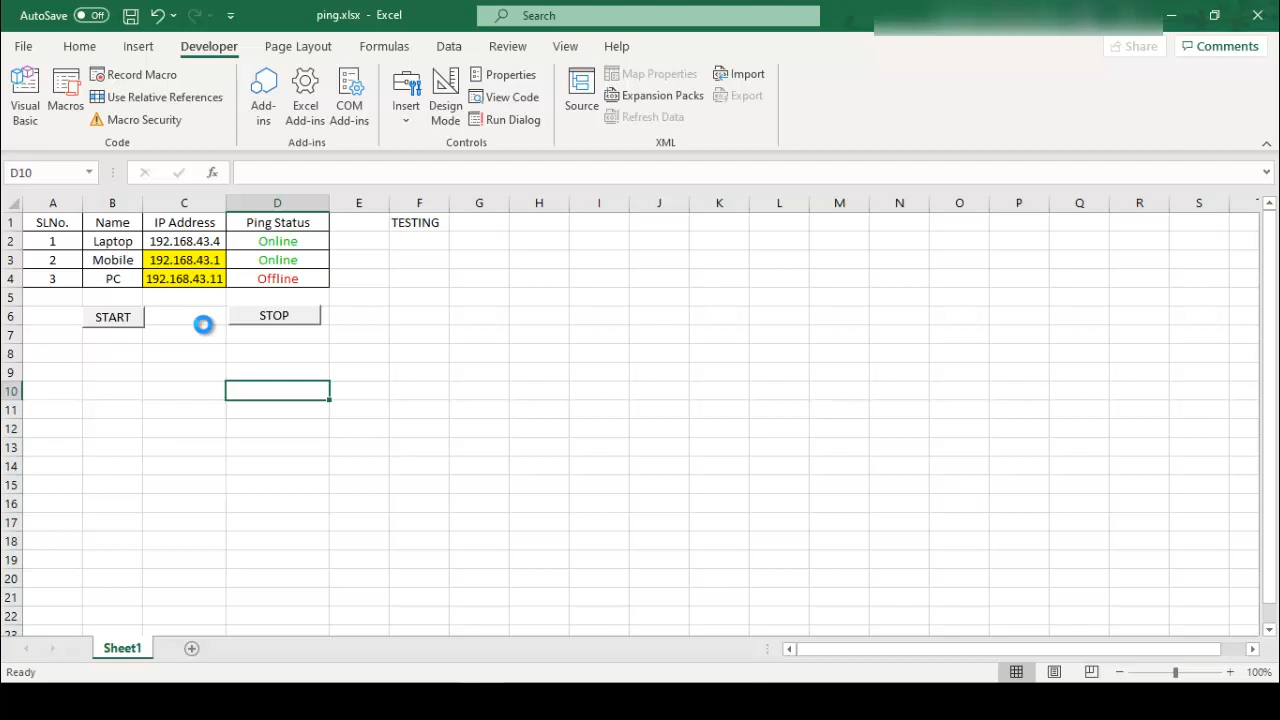 AutoSave Off ping.xlsx - Excel Search
File Home Insert Developer Page Layout Formulas Data Review View Help Share Comments
Visual Basic
Macros
Record Macro
Use Relative References
Macro Security
Code
Add-ins
Excel Add-ins
COM Add-ins
Add-ins
Insert
Design Mode
Properties
View Code
Run Dialog
Controls
Source
Map Properties
Expansion Packs
Refresh Data
Import
Export
XML
D10 fx
A B C D E F G H I J K L M N O P Q R S
1 SLNo. Name IP Address Ping Status TESTING
2 1 Laptop 192.168.43.4 Online
3 2 Mobile 192.168.43.1 Online
4 3 PC 192.168.43.11 Offline
5
6 START STOP
7
8
9
10
11
12
13
14
15
16
17
18
19
20
21
22
23
Sheet1
Ready 100%